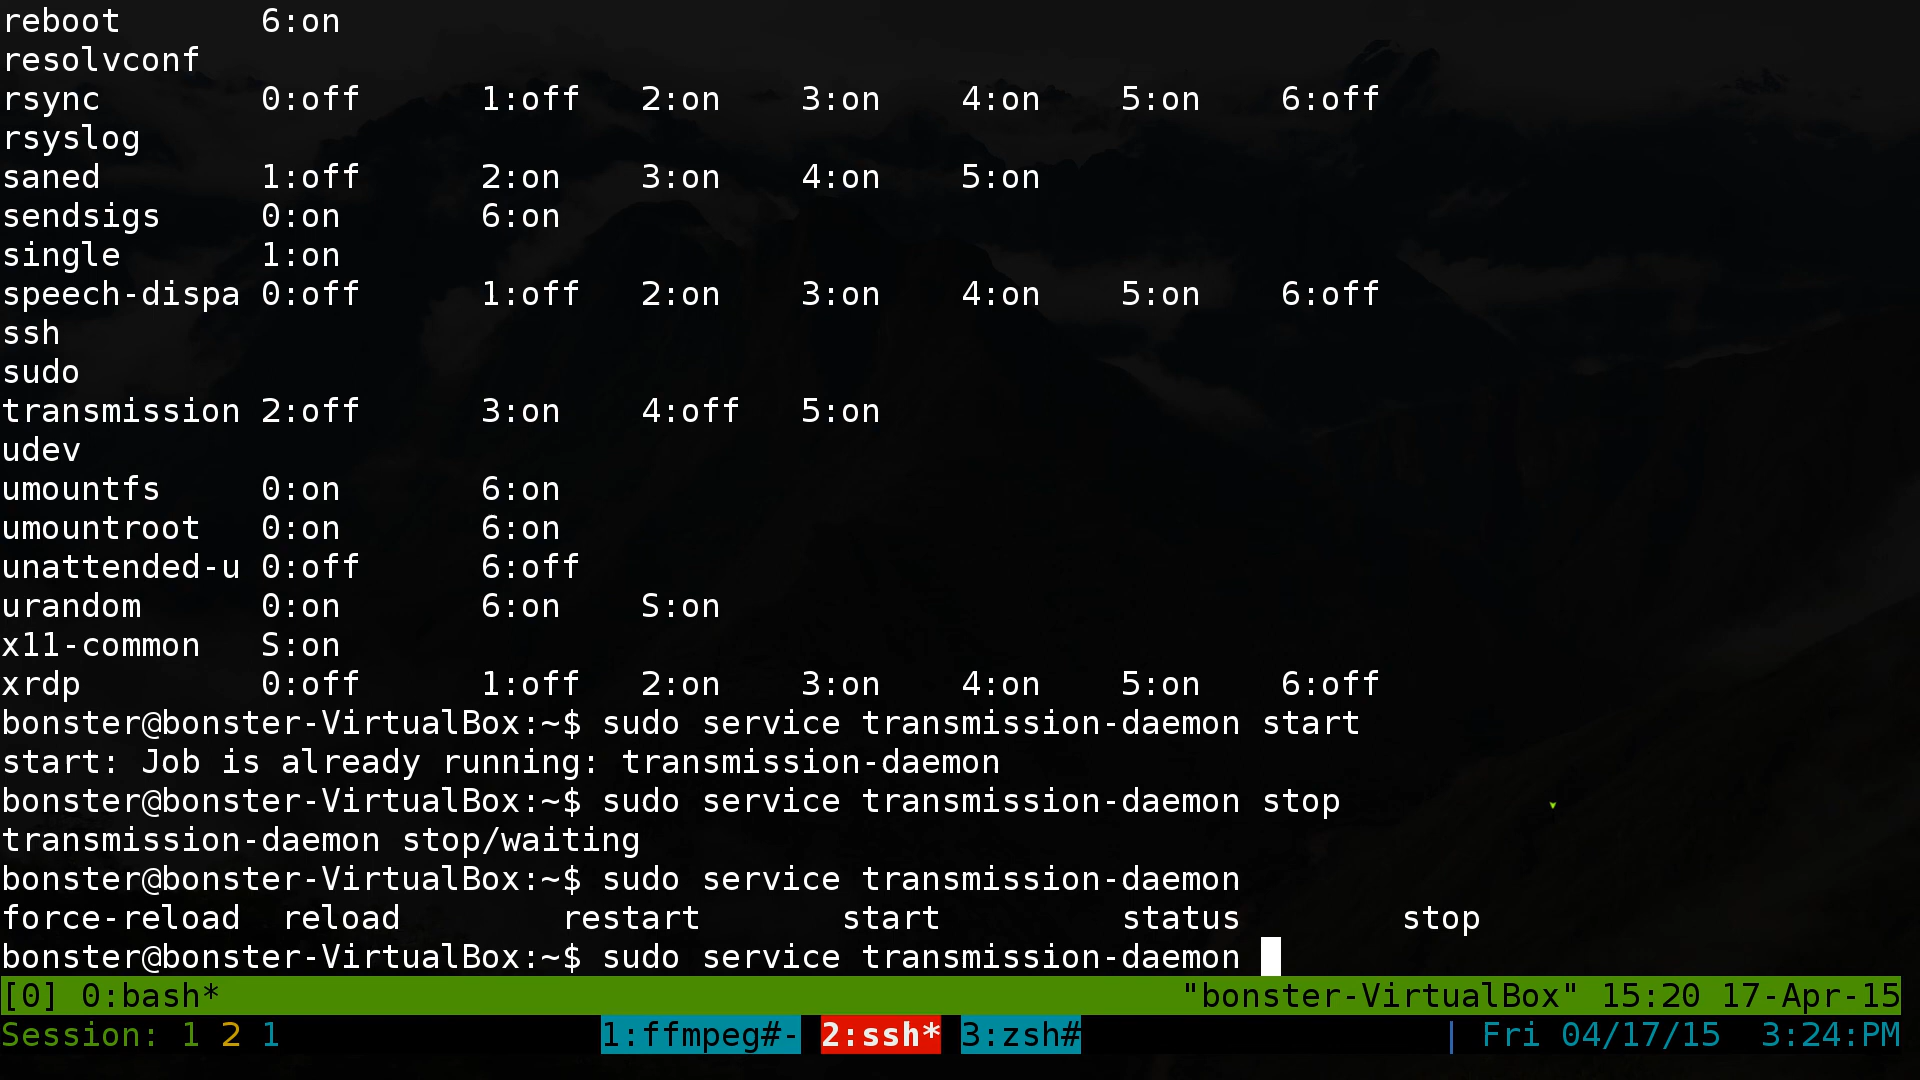 reboot 6:on
resolvconf
rsync 0:off 1:off 2:on 3:on 4:on 5:on 6:off
rsyslog
saned 1:off 2:on 3:on 4:on 5:on
sendsigs 0:on 6:on
single 1:on
speech-dispa 0:off 1:off 2:on 3:on 4:on 5:on 6:off
ssh
sudo
transmission 2:off 3:on 4:off 5:on
udev
umountfs 0:on 6:on
umountroot 0:on 6:on
unattended-u 0:off 6:off
urandom 0:on 6:on S:on
x11-common S:on
xrdp 0:off 1:off 2:on 3:on 4:on 5:on 6:off
bonster@bonster-VirtualBox:~$ sudo service transmission-daemon start
start: Job is already running: transmission-daemon
bonster@bonster-VirtualBox:~$ sudo service transmission-daemon stop
transmission-daemon stop/waiting
bonster@bonster-VirtualBox:~$ sudo service transmission-daemon
force-reload reload restart start status stop
bonster@bonster-VirtualBox:~$ sudo service transmission-daemon
[0] 0:bash* "bonster-VirtualBox" 15:20 17-Apr-15
Session: 1 2 1 1:ffmpeg#- 2:ssh* 3:zsh# | Fri 04/17/15 3:24:PM